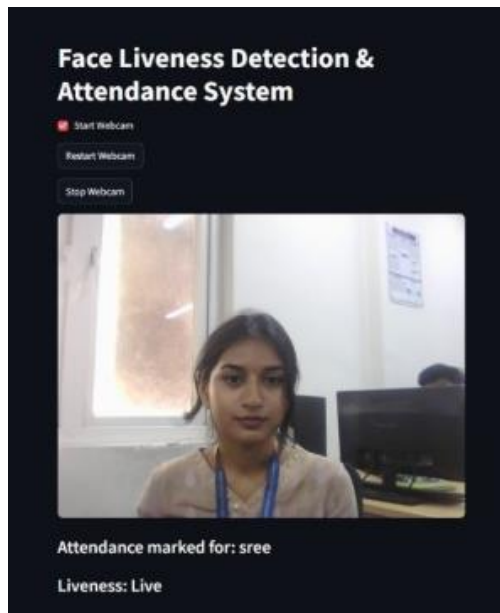 Face Liveness Detection &
Attendance System
Start Webcam
Restart Webcam
Stop Webcam
Attendance marked for: sree
Liveness: Live